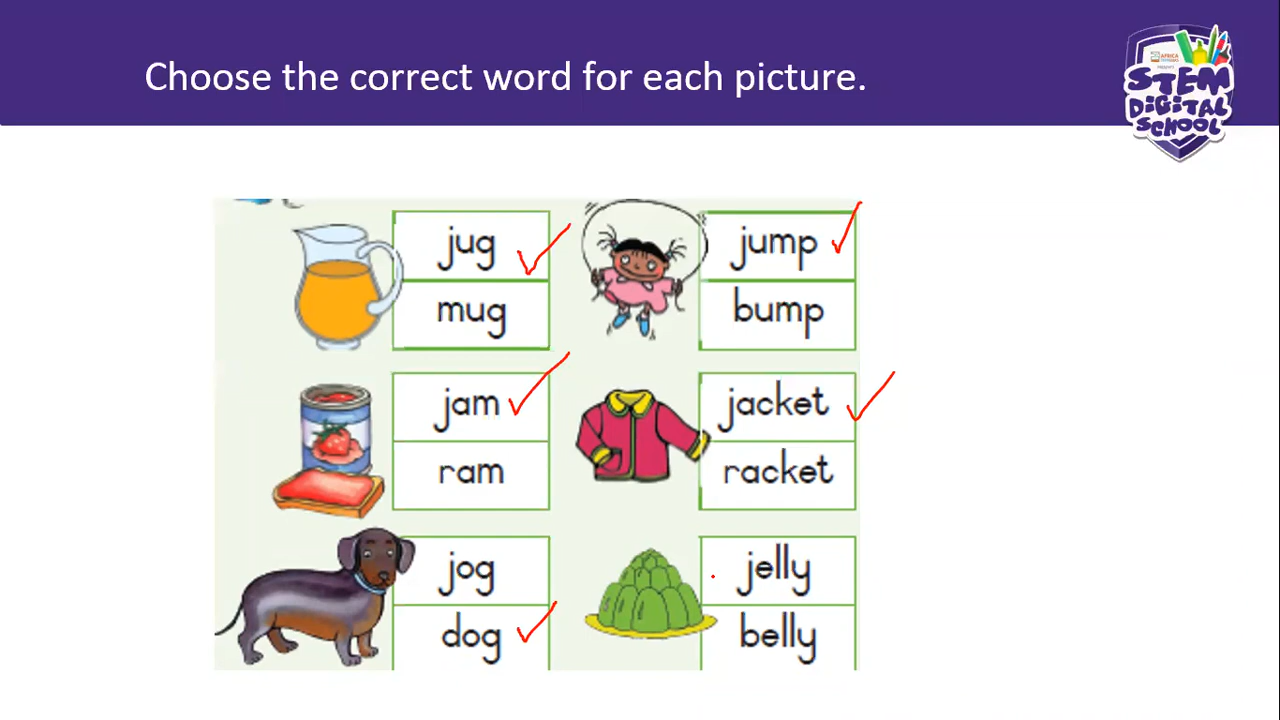 Choose the correct word for each picture.
STEM
DIGITAL
SCHOOL
jug
mug
jump
bump
jam
ram
jacket
racket
jog
dog
jelly
belly